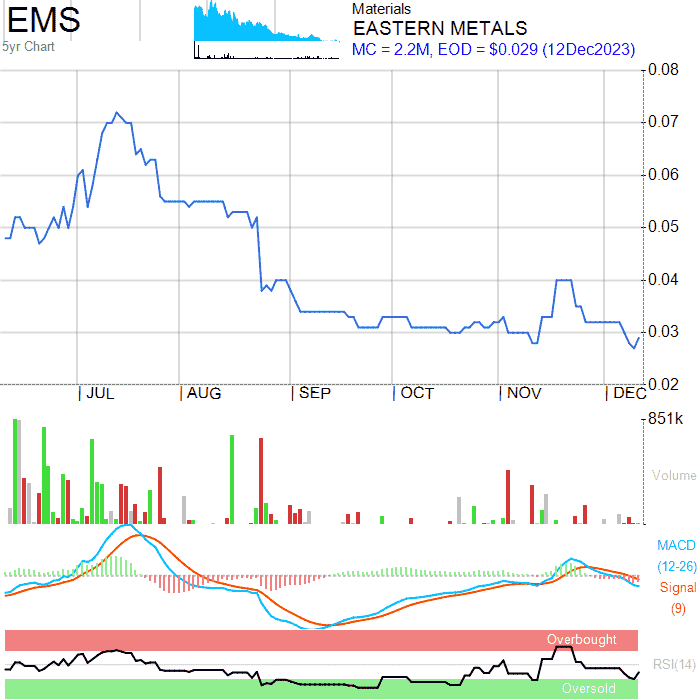 EMS
5yr Chart
Materials
EASTERN METALS
MC = 2.2M, EOD = $0.029 (12Dec2023)
0.08
0.07
0.06
0.05
0.04
0.03
0.02
JUL AUG SEP OCT NOV DEC
851k
Volume
MACD
(12-26)
Signal
(9)
Overbought
RSI(14)
Oversold